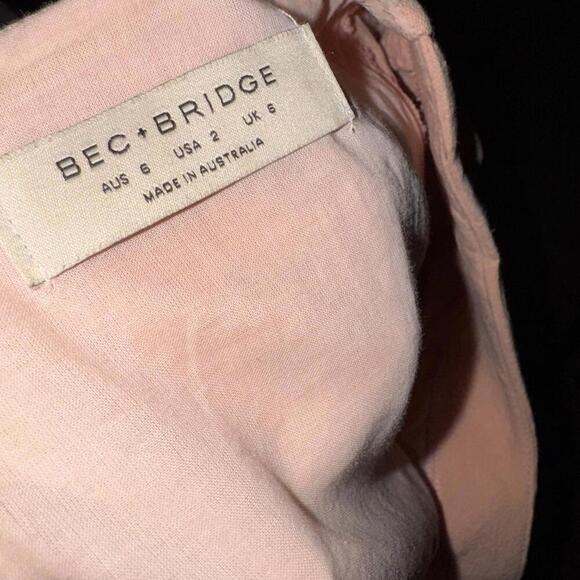 BEC + BRIDGE
AUS 6 USA 2 UK 6
MADE IN AUSTRALIA